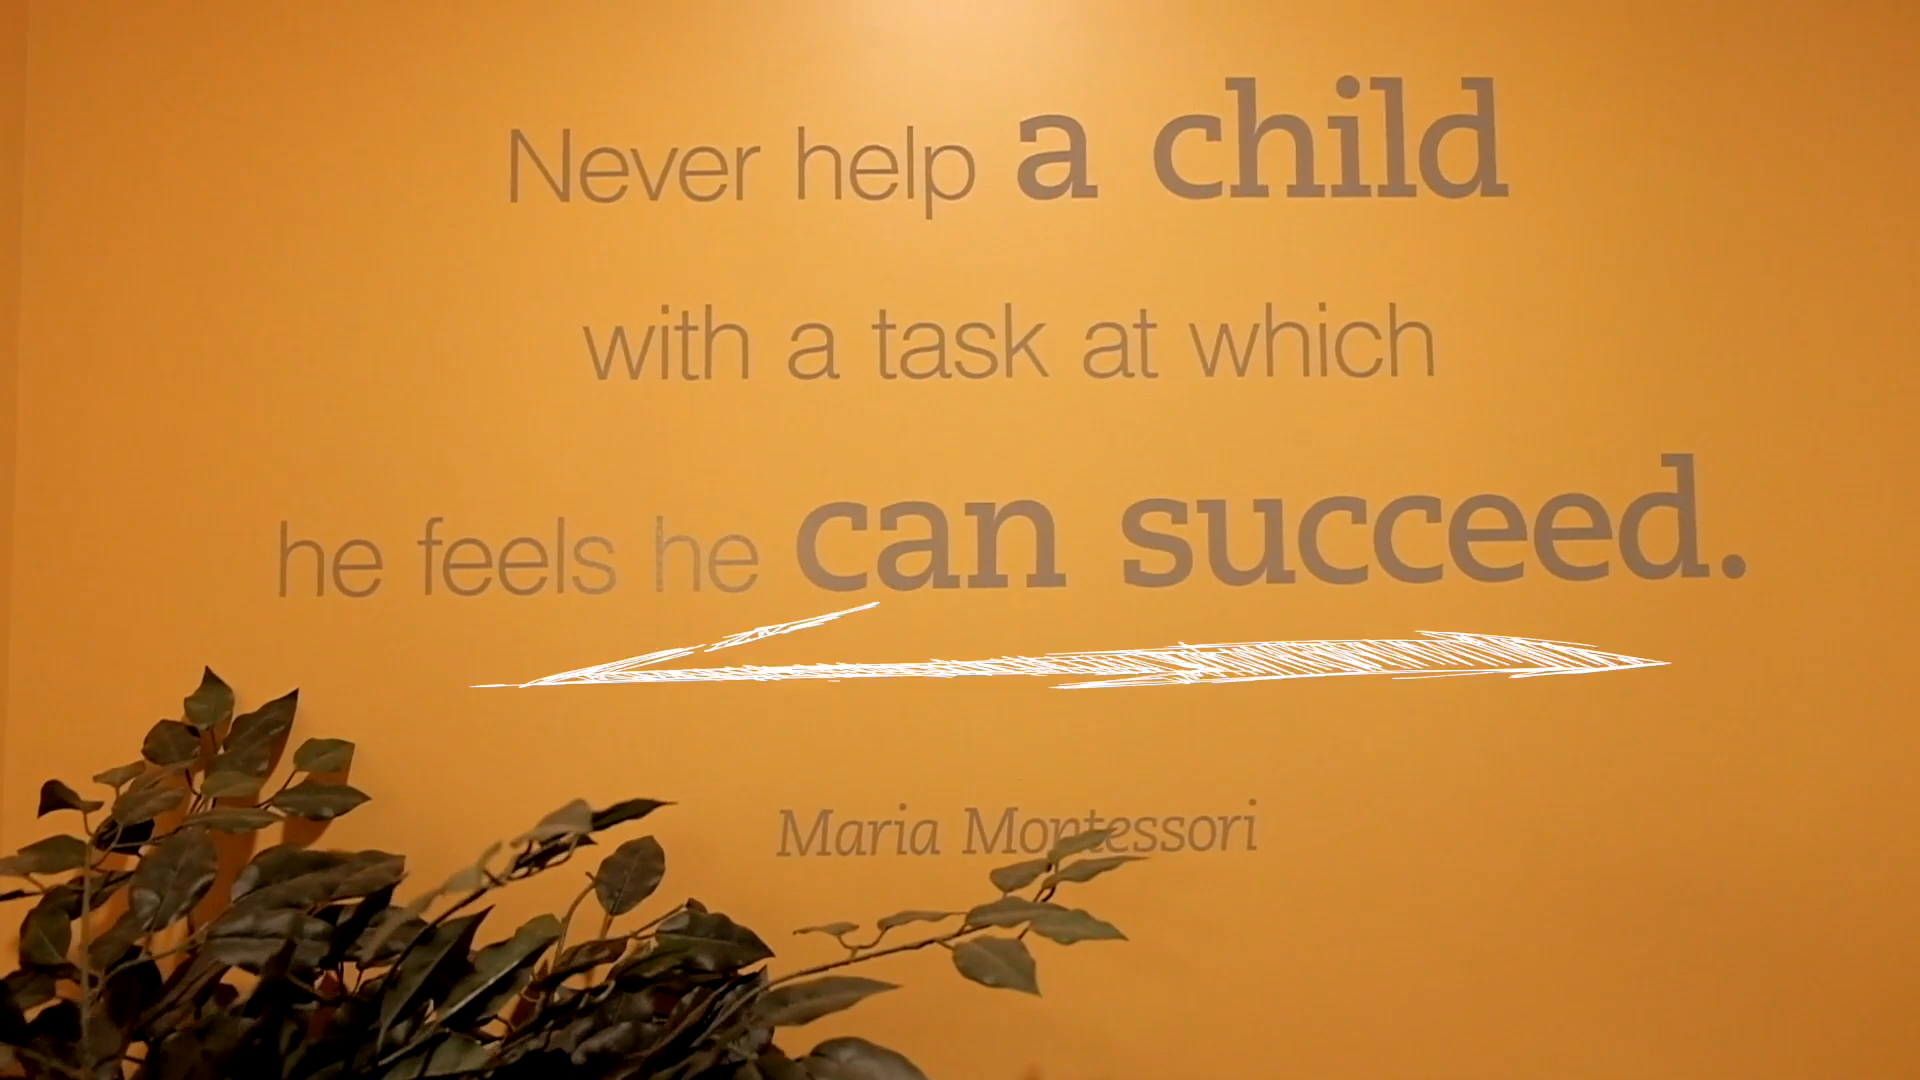 Never help a child
with a task at which
he feels he can succeed.
Maria Montessori